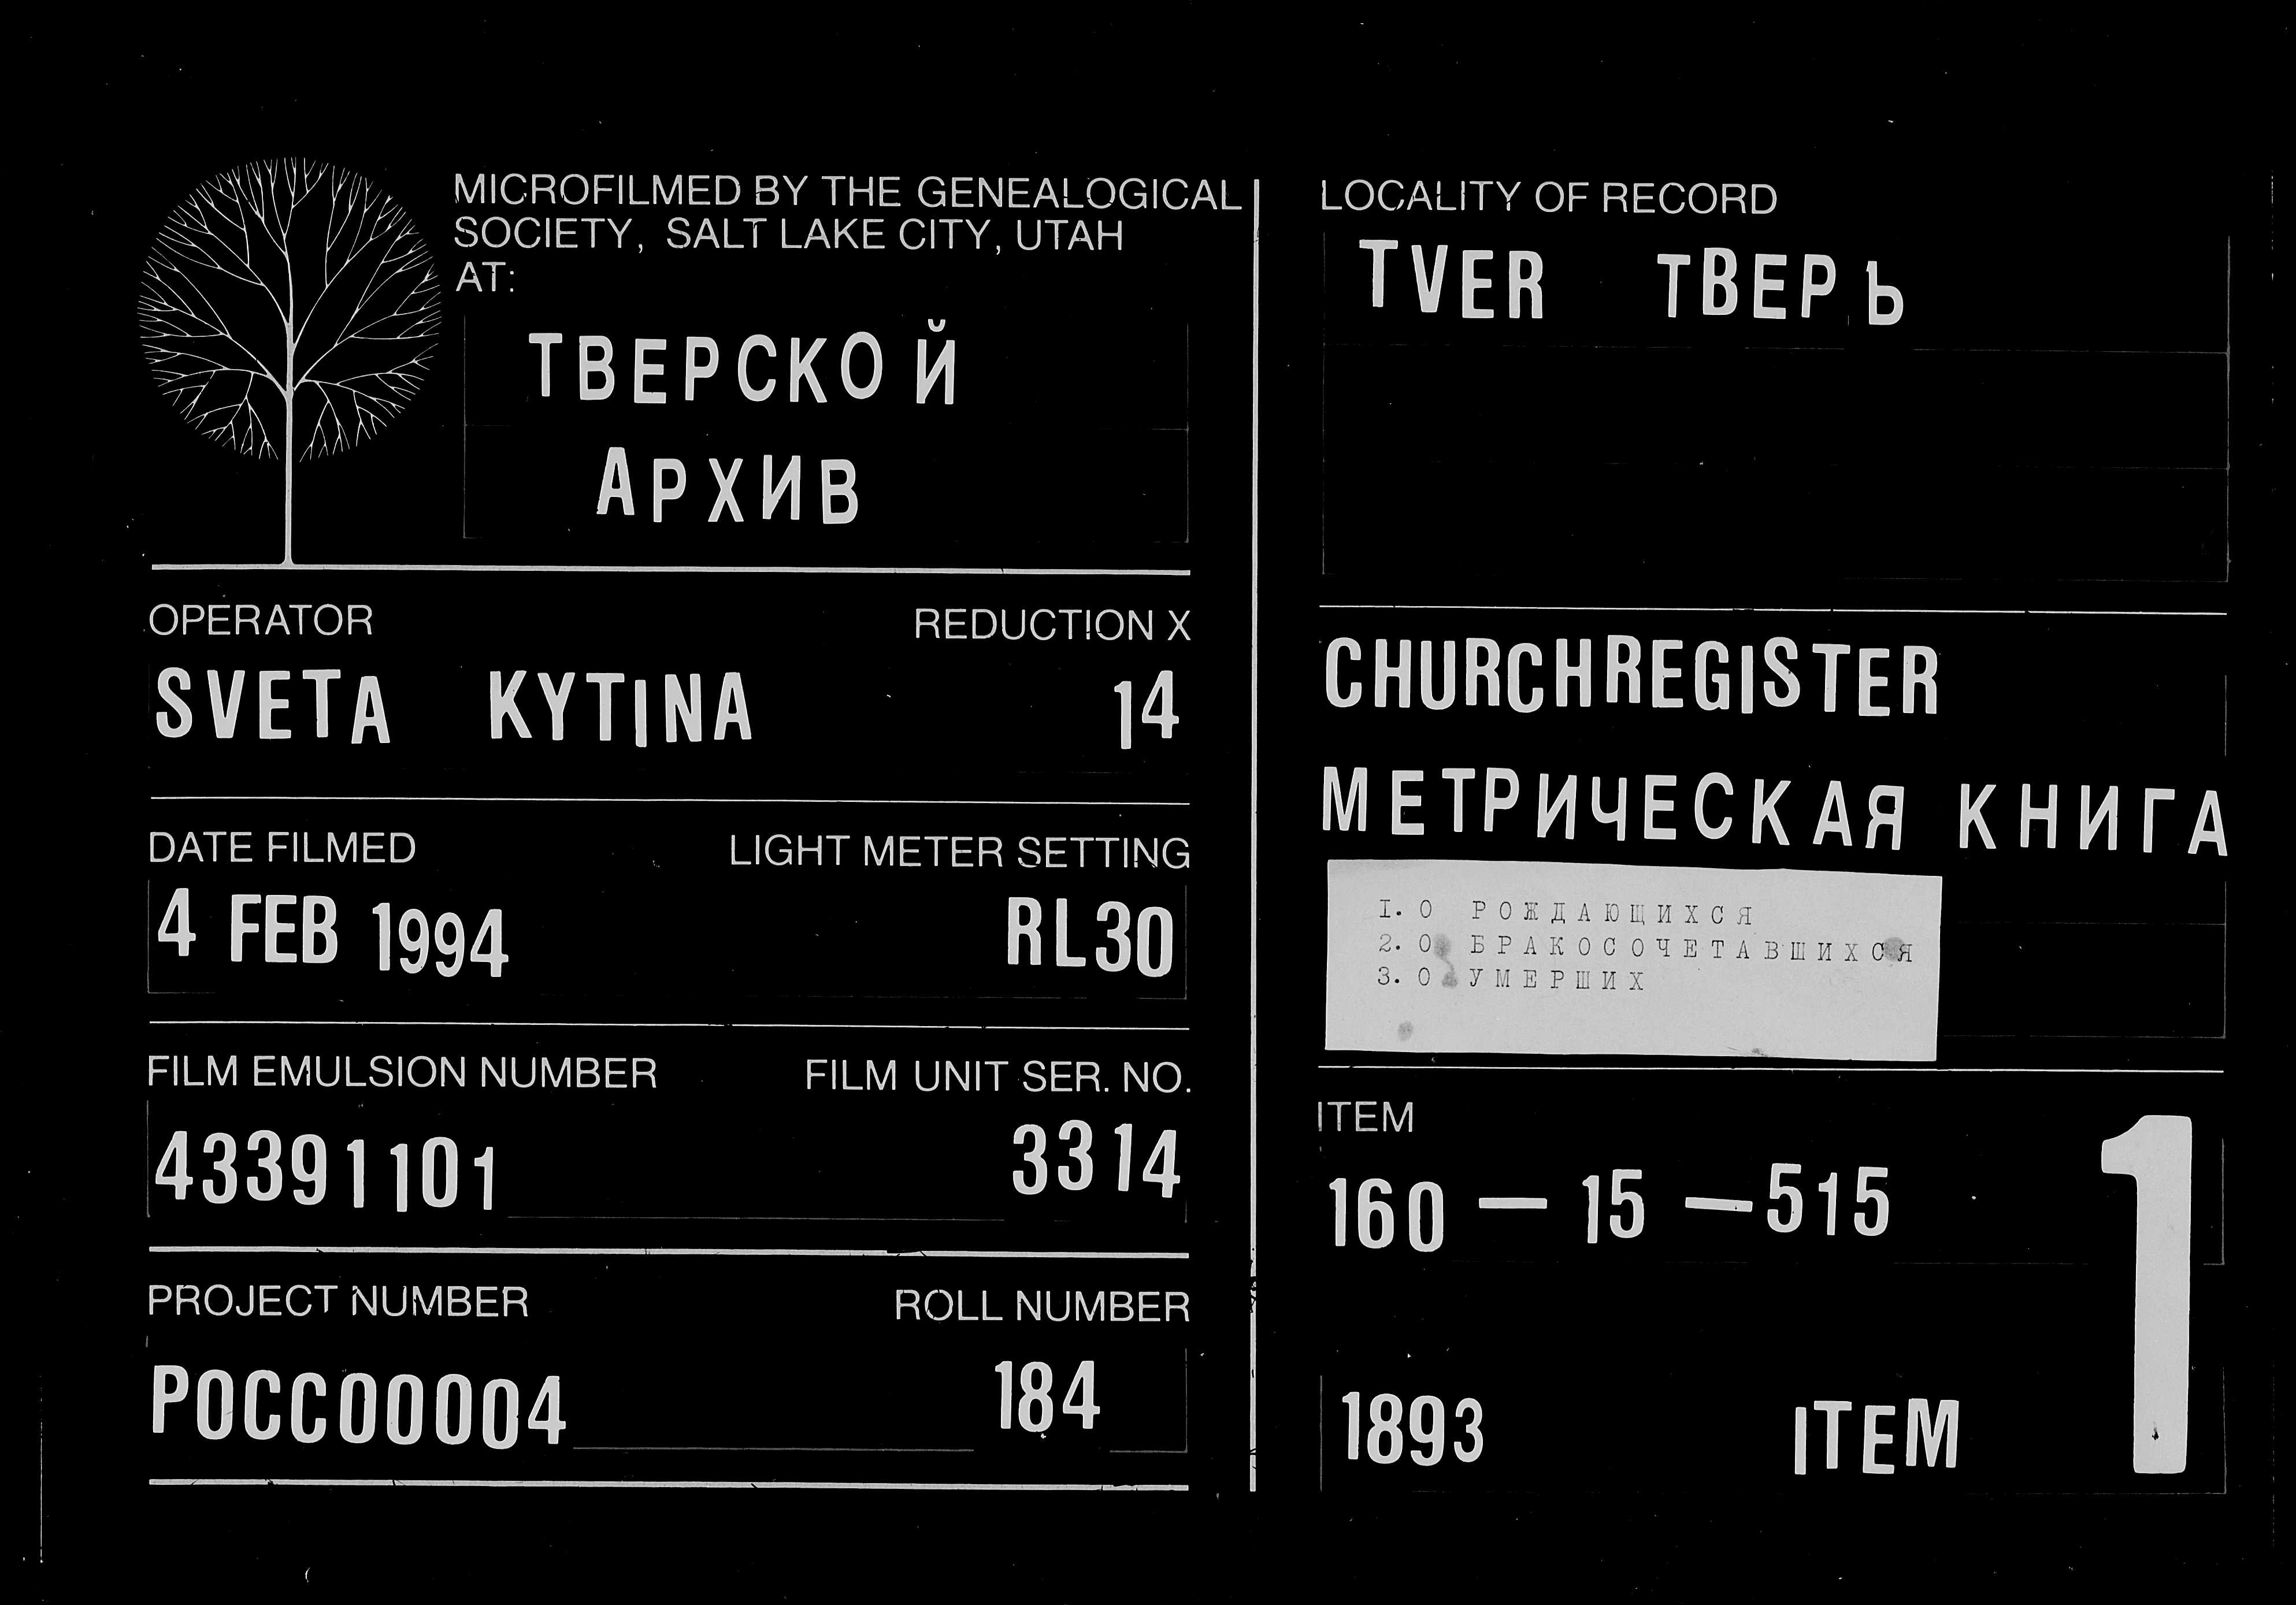 MICROFILMED BY THE GENEALOGICAL
SOCIETY, SALT LAKE CITY, UTAH
AT:
ТВЕРСКОЙ
АРХИВ
OPERATOR REDUCTION X
SVETA KYTINA 14
DATE FILMED LIGHT METER SETTING
4 FEB 1994 RL30
FILM EMULSION NUMBER FILM UNIT SER. NO.
43391101 3314
PROJECT NUMBER ROLL NUMBER
РОСС00004 184
LOCALITY OF RECORD
TVER ТВЕРЬ
CHURCHREGISTER
МЕТРИЧЕСКАЯ КНИГА
I. О РОЖДАЮЩИХСЯ
2. О БРАКОСОЧЕТАВШИХСЯ
3. О УМЕРШИХ
ITEM
160 — 15 — 515
1893 ITEM 1